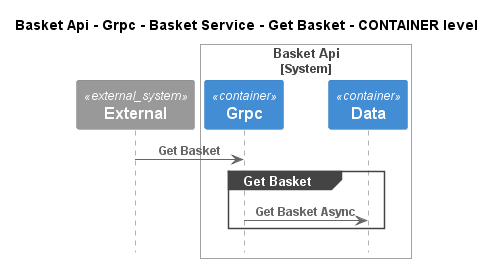 Basket Api - Grpc - Basket Service - Get Basket - CONTAINER level
Basket Api
[System]
«external_system»
External
«container»
Grpc
«container»
Data
Get Basket
Get Basket
Get Basket Async